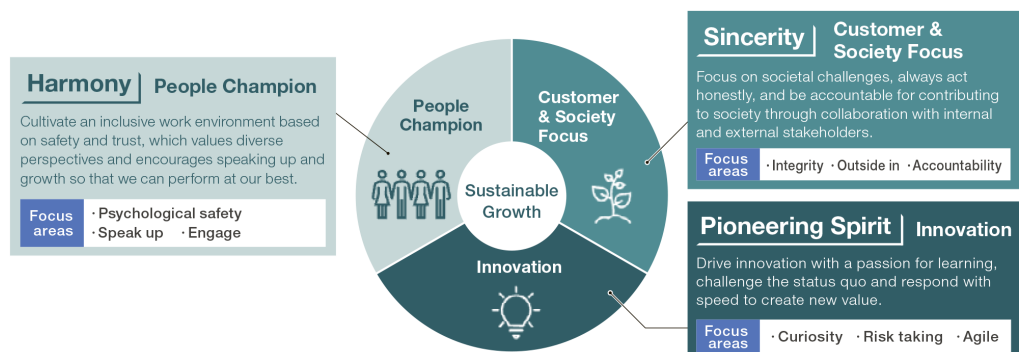 Harmony People Champion
Cultivate an inclusive work environment based
on safety and trust, which values diverse
perspectives and encourages speaking up and
growth so that we can perform at our best.
Focus
areas
· Psychological safety
· Speak up · Engage
People
Champion
Customer
& Society
Focus
Sustainable
Growth
Innovation
Sincerity
Customer &
Society Focus
Focus on societal challenges, always act
honestly, and be accountable for contributing
to society through collaboration with internal
and external stakeholders.
Focus
areas
· Integrity · Outside in · Accountability
Pioneering Spirit Innovation
Drive innovation with a passion for learning,
challenge the status quo and respond with
speed to create new value.
Focus
areas
· Curiosity · Risk taking · Agile